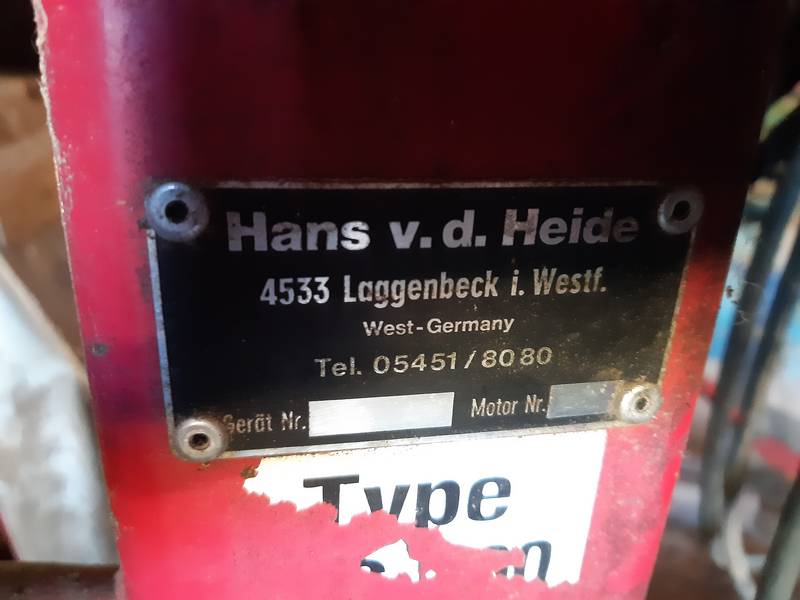 Hans v. d. Heide
4533 Laggenbeck i. Westf.
West-Germany
Tel. 05451/8080
Gerät Nr. Motor Nr.
Type